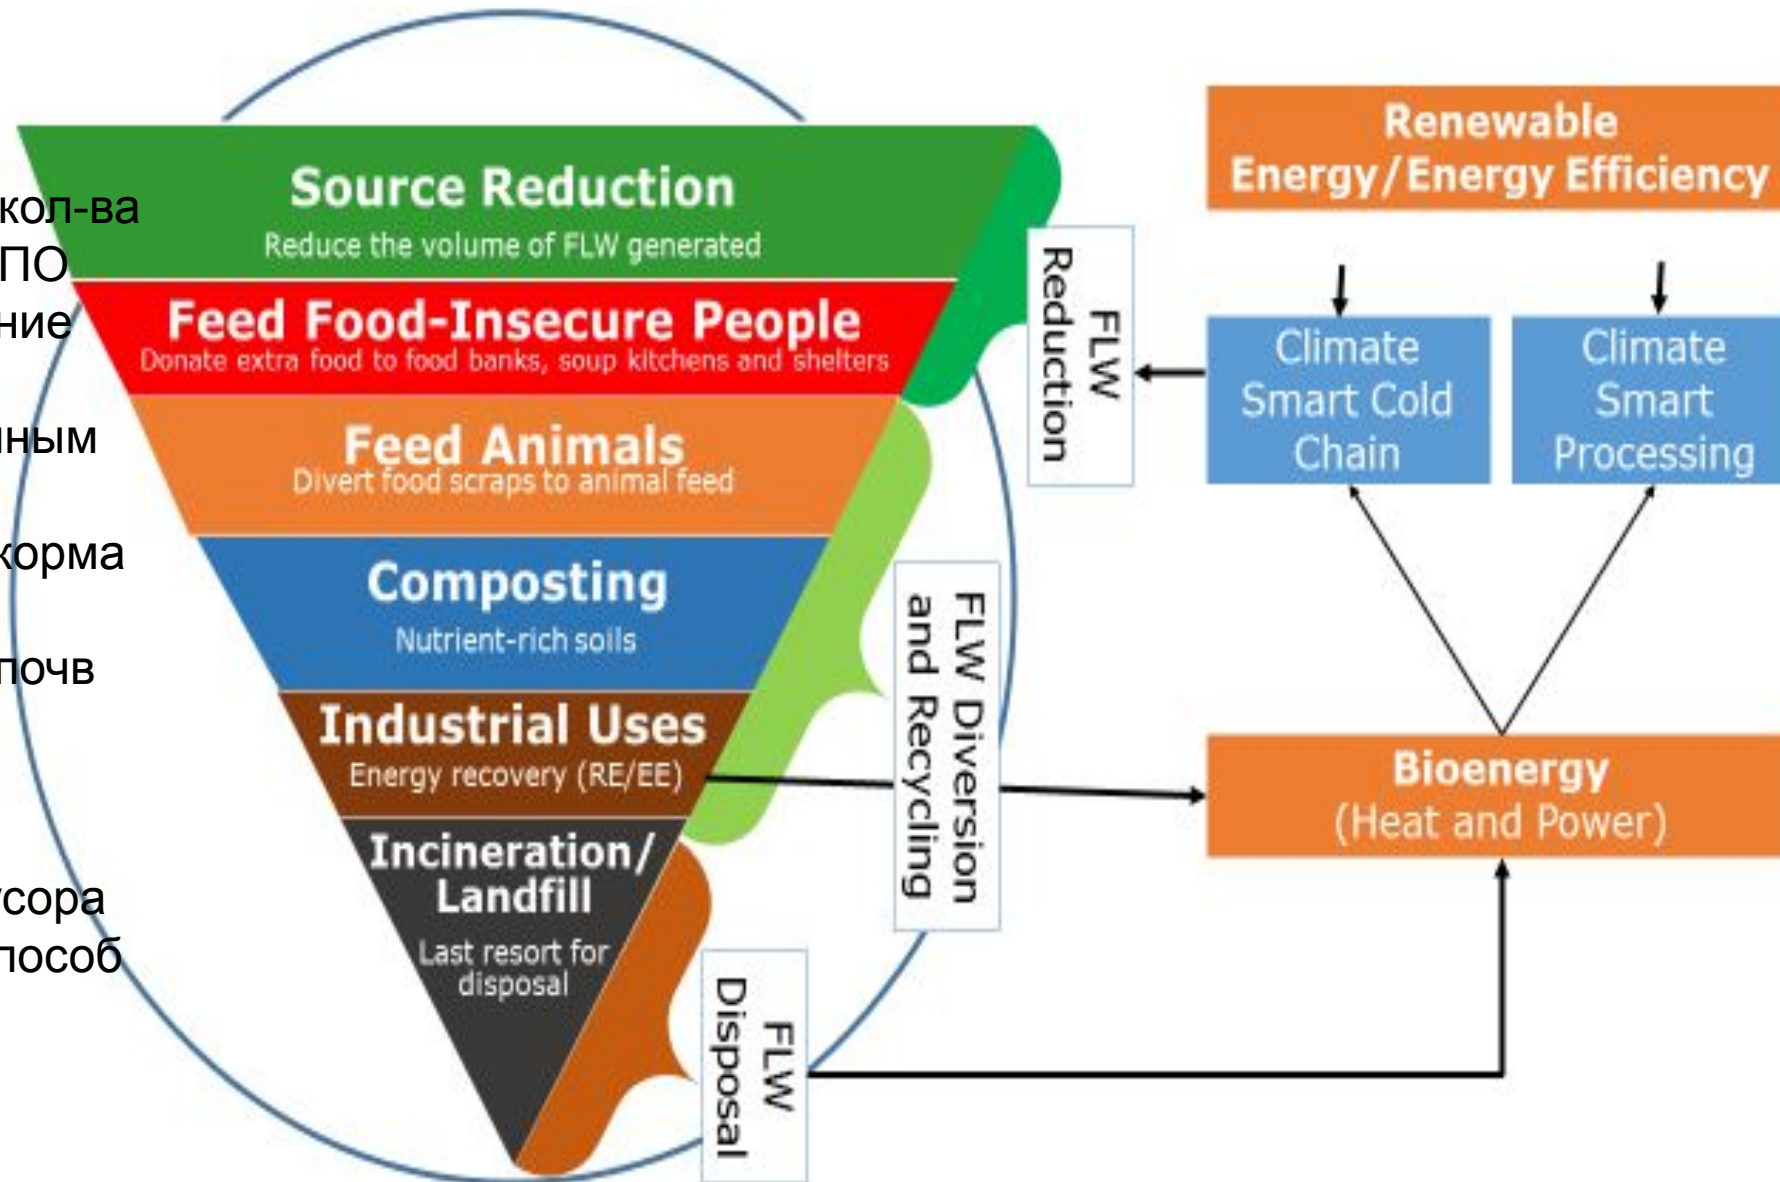 кол-ва
ПО
ние
нным
корма
почв
усора
пособ
Source Reduction
Reduce the volume of FLW generated
Feed Food-Insecure People
Donate extra food to food banks, soup kitchens and shelters
Feed Animals
Divert food scraps to animal feed
Composting
Nutrient-rich soils
Industrial Uses
Energy recovery (RE/EE)
Incineration/
Landfill
Last resort for
disposal
FLW
Reduction
FLW Diversion
and Recycling
FLW
Disposal
Renewable
Energy/Energy Efficiency
Climate
Smart Cold
Chain
Climate
Smart
Processing
Bioenergy
(Heat and Power)